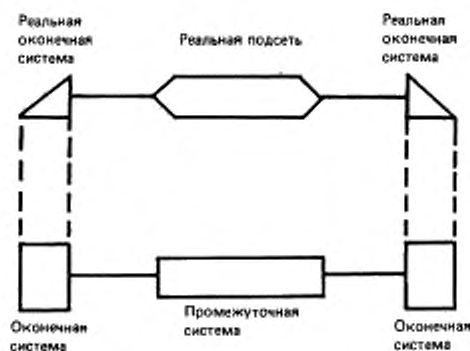 Реальная
оконечная
система
Реальная подсеть
Реальная
оконечная
система
Оконечная
система
Промежуточная
система
Оконечная
система